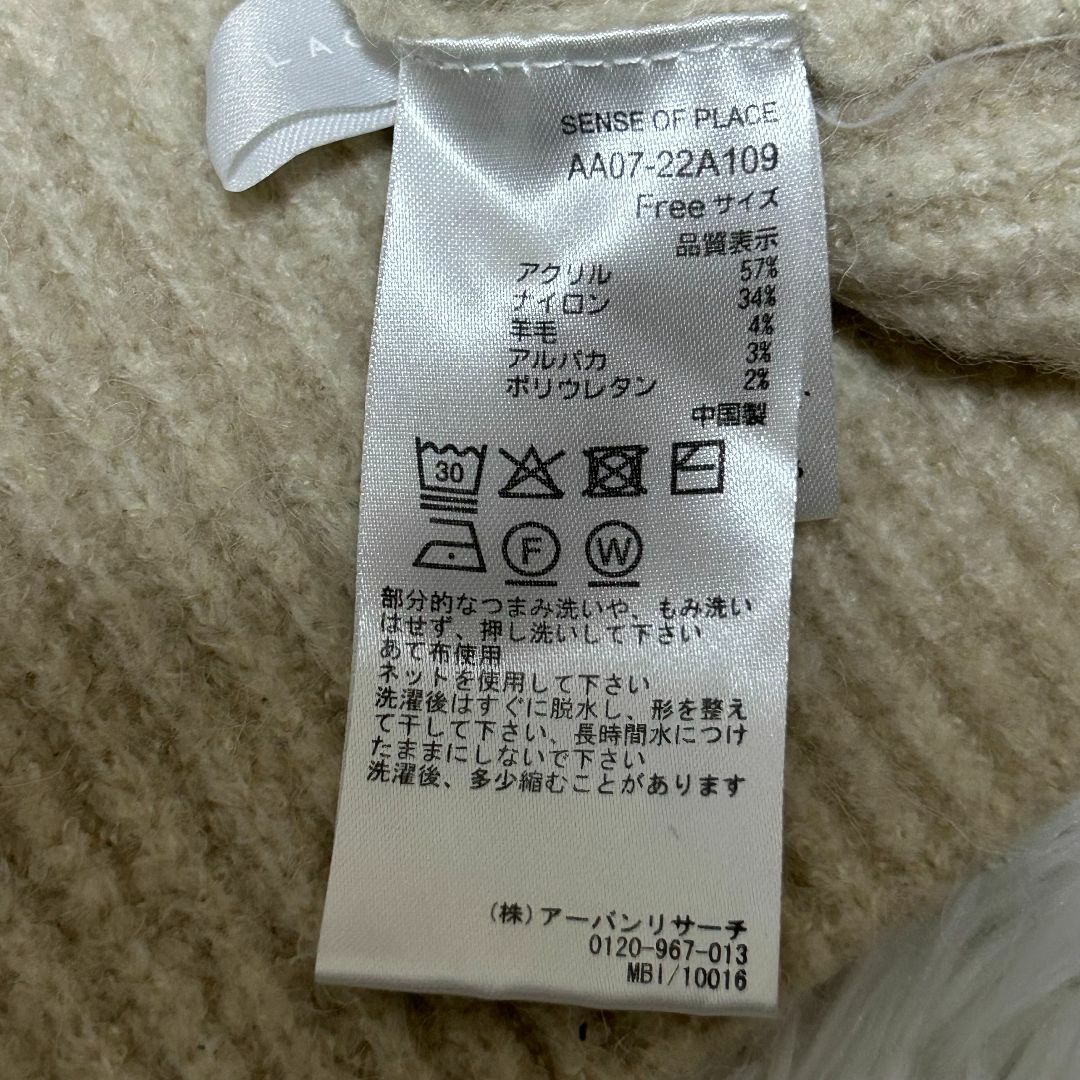 LAC
SENSE OF PLACE
AA07-22A109
Free サイズ
品質表示
アクリル 57%
ナイロン 34%
羊毛 4%
アルパカ 3%
ポリウレタン 2%
中国製
30
F W
部分的なつまみ洗いや、もみ洗い
はせず、押し洗いして下さい
あて布使用
ネットを使用して下さい
洗濯後はすぐに脱水し、形を整え
て干して下さい、長時間水につけ
たままにしないで下さい
洗濯後、多少縮むことがあります
(株)アーバンリサーチ
0120-967-013
MBI/10016